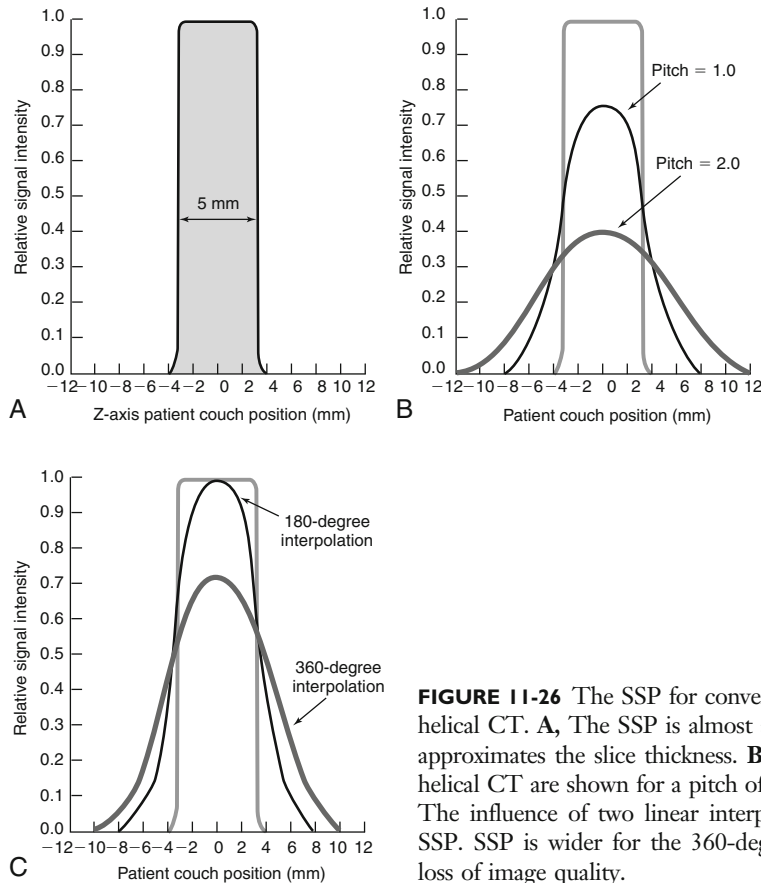 1.0
0.9
0.8
0.7
0.6
0.5
0.4
0.3
0.2
0.1
0.0
Relative signal intensity
5 mm
−12 −10 −8 −6 −4 −2 0 2 4 6 8 10 12
Z-axis patient couch position (mm)
A
1.0
0.9
0.8
0.7
0.6
0.5
0.4
0.3
0.2
0.1
0.0
Relative signal intensity
Pitch = 1.0
Pitch = 2.0
−12 −10 −8 −6 −4 −2 0 2 4 6 8 10 12
Patient couch position (mm)
B
1.0
0.9
0.8
0.7
0.6
0.5
0.4
0.3
0.2
0.1
0.0
Relative signal intensity
180-degree
interpolation
360-degree
interpolation
−12 −10 −8 −6 −4 −2 0 2 4 6 8 10 12
Patient couch position (mm)
C
FIGURE 11-26 The SSP for conve
helical CT. A, The SSP is almost
approximates the slice thickness. B
helical CT are shown for a pitch of
The influence of two linear interp
SSP. SSP is wider for the 360-deg
loss of image quality.